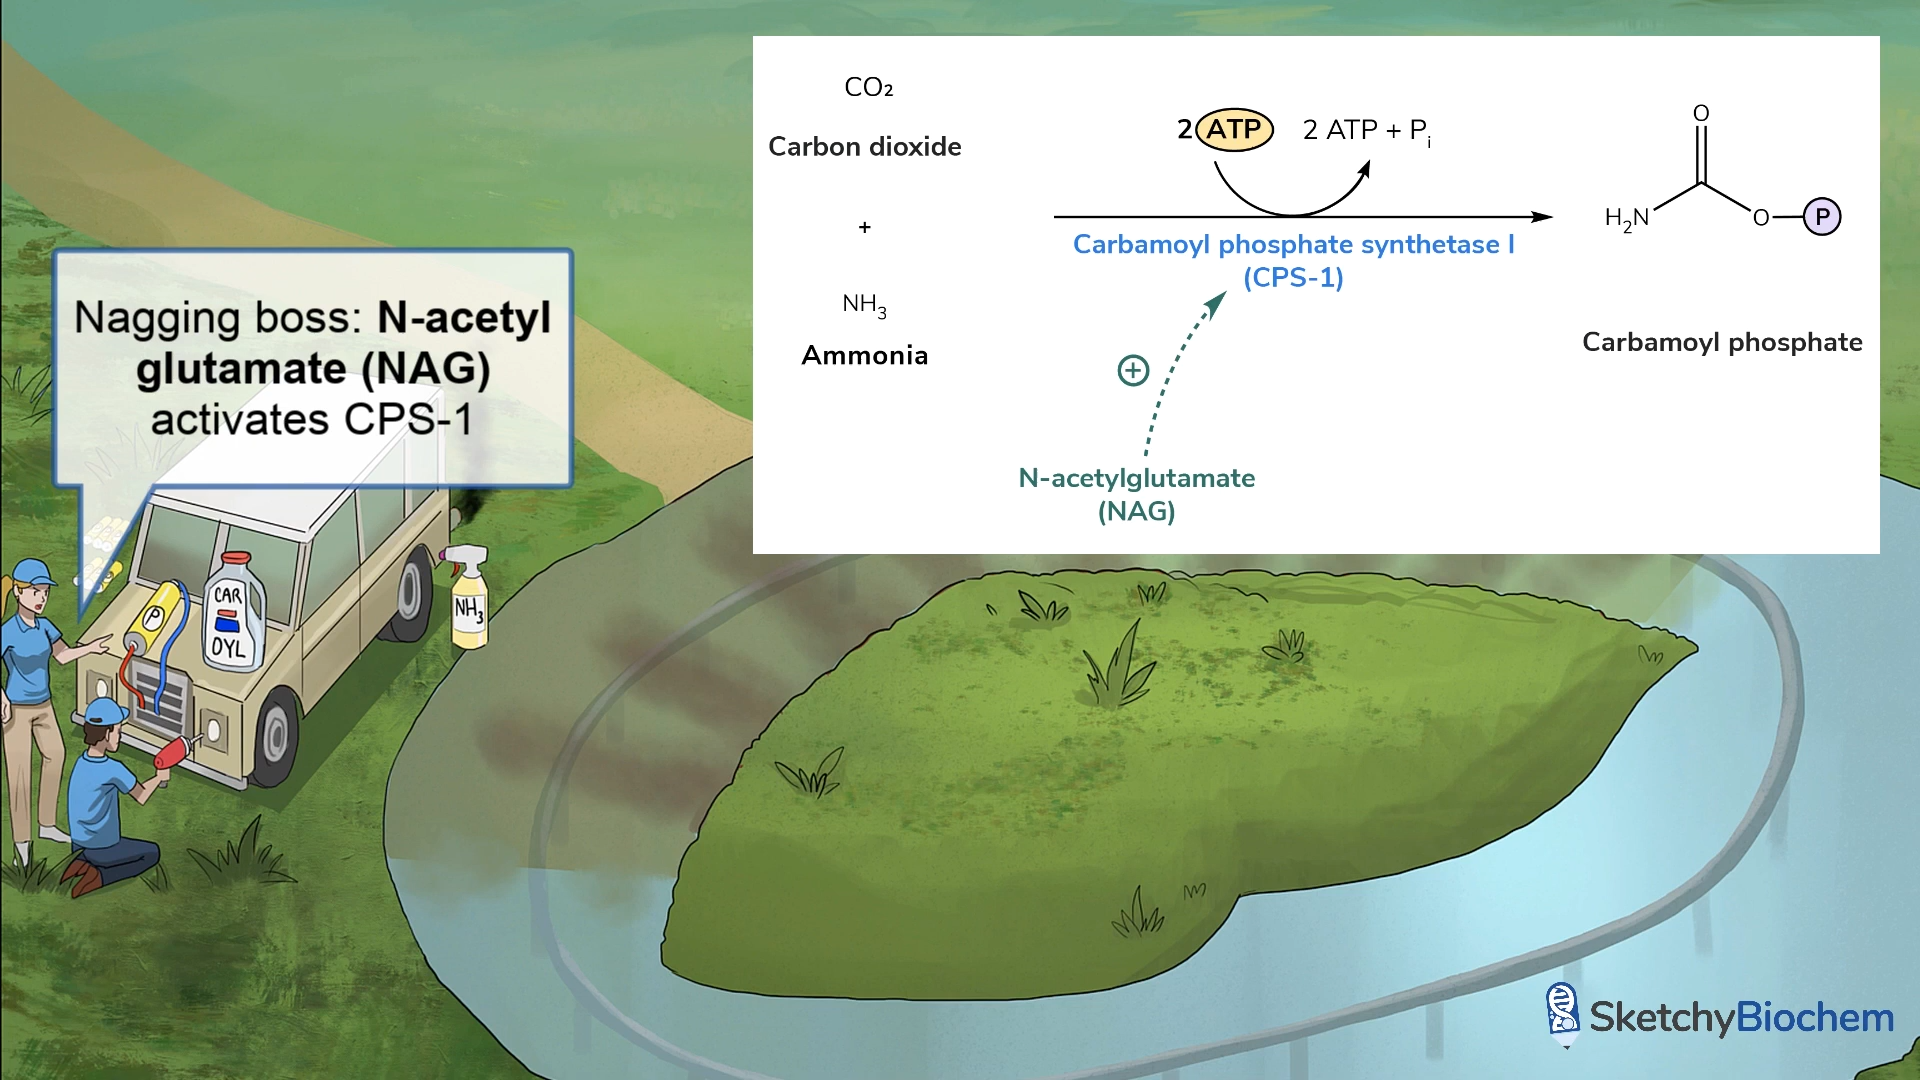 Nagging boss: N-acetyl
glutamate (NAG)
activates CPS-1
CO₂
Carbon dioxide
+
NH₃
Ammonia
2 ATP
2 ATP + Pᵢ
Carbamoyl phosphate synthetase I
(CPS-1)
+
N-acetylglutamate
(NAG)
O
H₂N
O
P
Carbamoyl phosphate
P
CAR
DYL
NH₃
SketchyBiochem